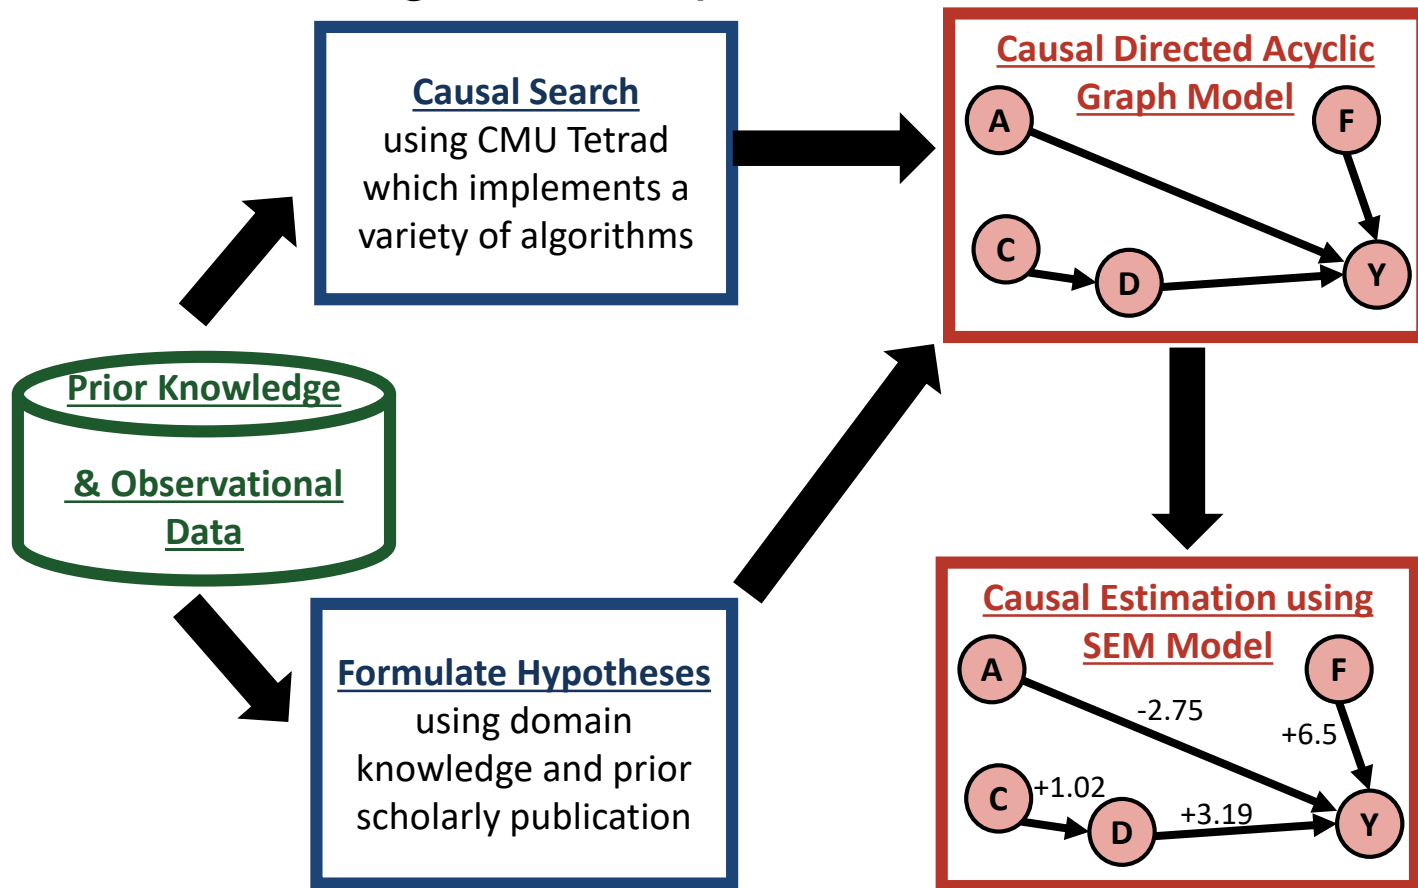 Causal Search
using CMU Tetrad
which implements a
variety of algorithms
Causal Directed Acyclic
Graph Model
A
F
C
D
Y
Prior Knowledge
& Observational
Data
Formulate Hypotheses
using domain
knowledge and prior
scholarly publication
Causal Estimation using
SEM Model
A
F
-2.75
+6.5
C
+1.02
D
+3.19
Y